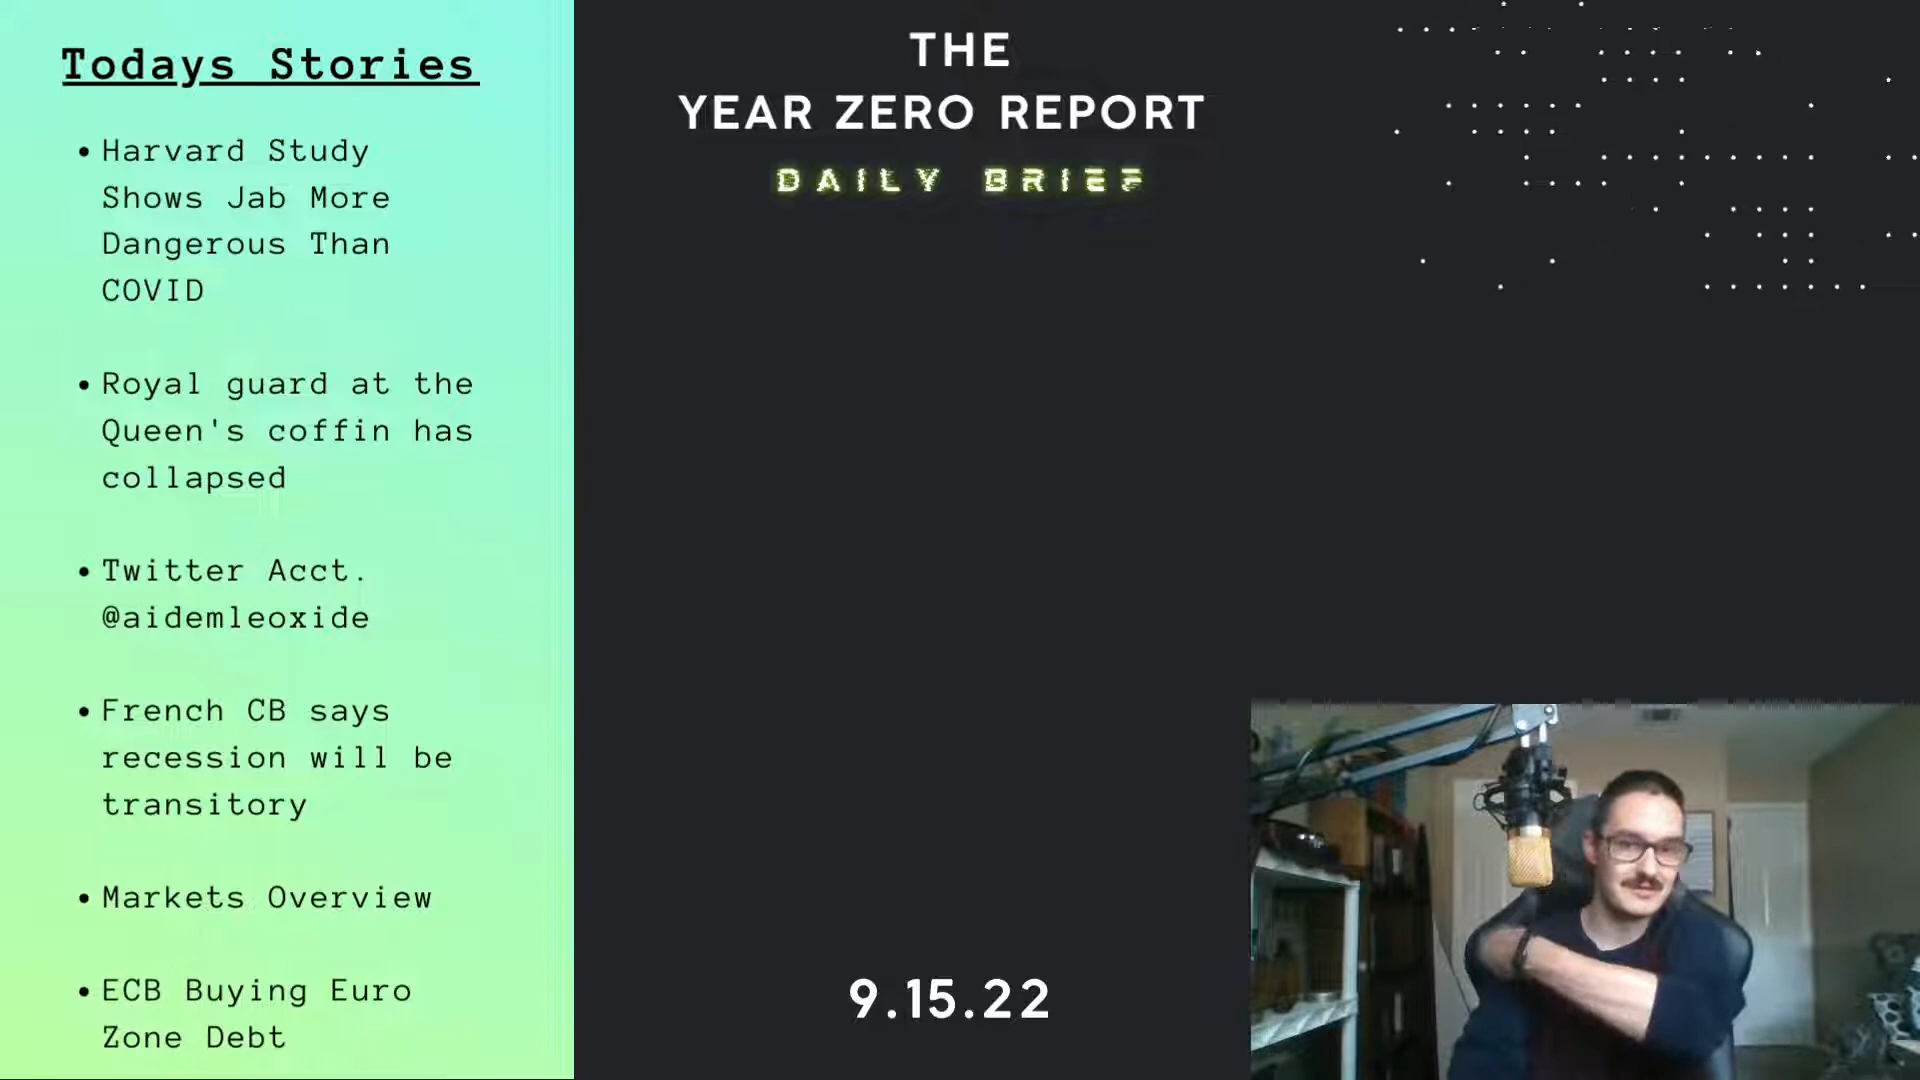 Todays Stories
Harvard Study
Shows Jab More
Dangerous Than
COVID
Royal guard at the
Queen's coffin has
collapsed
Twitter Acct.
@aidemleoxide
French CB says
recession will be
transitory
Markets Overview
ECB Buying Euro
Zone Debt
THE
YEAR ZERO REPORT
DAILY BRIEF
9.15.22